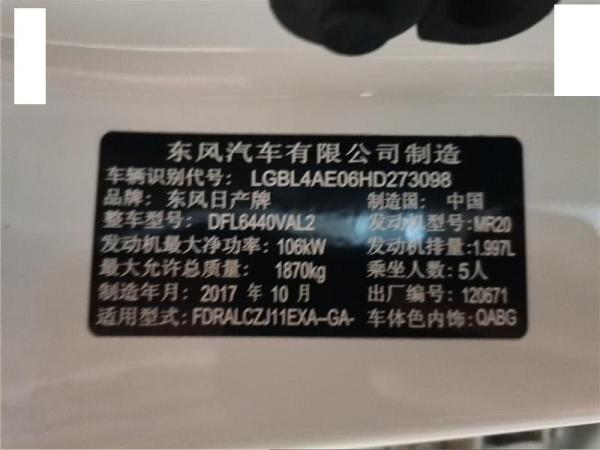 东风汽车有限公司制造
车辆识别代号: LGBL4AE06HD273098
品牌: 东风日产牌 制造国: 中国
整车型号: DFL6440VAL2 发动机型号: MR20
发动机最大净功率: 106kW 发动机排量: 1.997L
最大允许总质量: 1870kg 乘坐人数: 5人
制造年月: 2017 年 10 月 出厂编号: 120671
适用型式: FDRALCZJ11EXA--GA- 车体色内饰: QABG